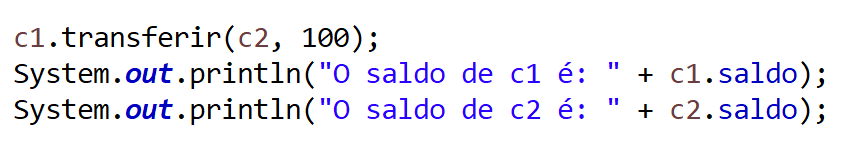 c1.transferir(c2, 100);
System.out.println("O saldo de c1 é: " + c1.saldo);
System.out.println("O saldo de c2 é: " + c2.saldo);